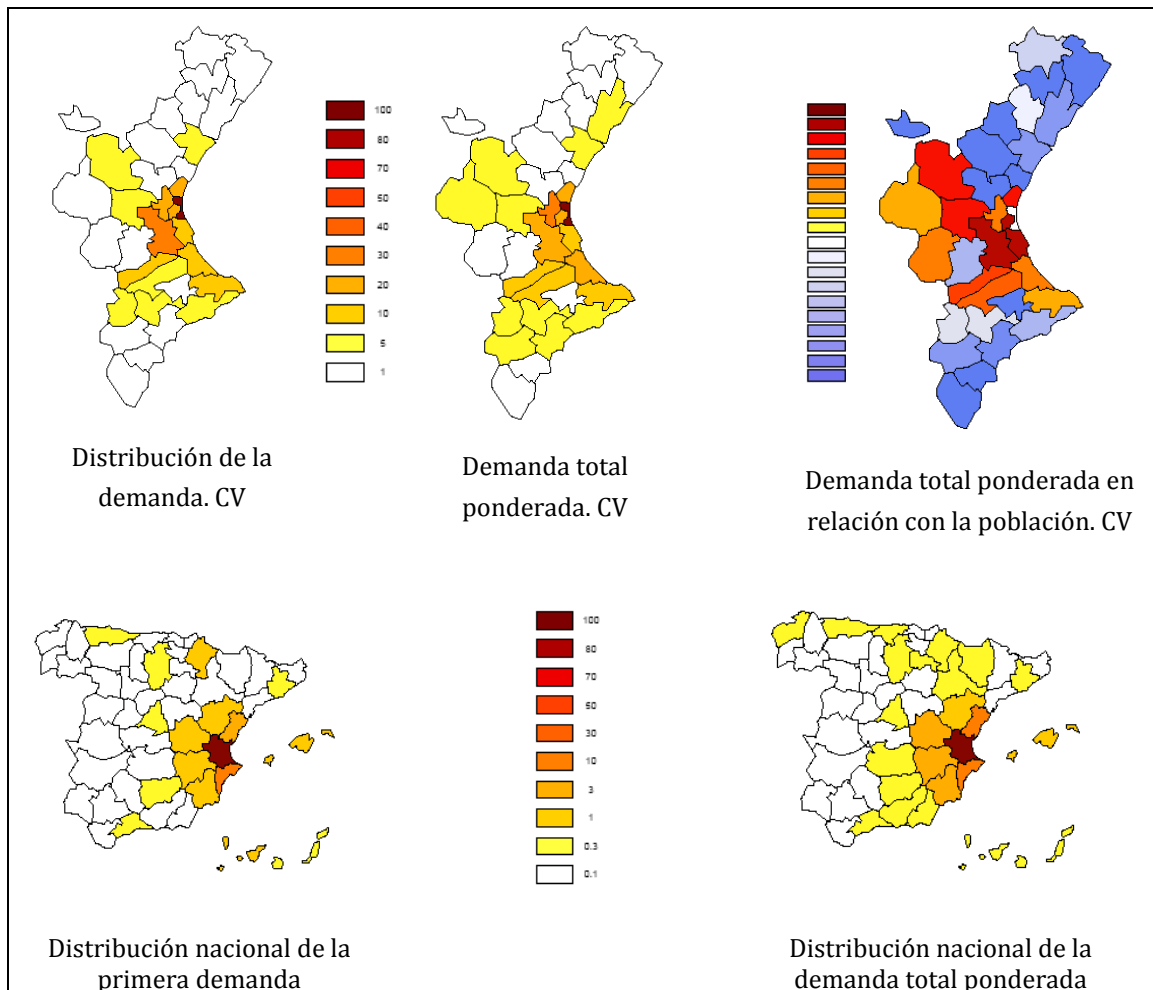 100
80
70
50
40
30
20
10
5
1
Distribución de la
demanda. CV
Demanda total
ponderada. CV
Demanda total ponderada en
relación con la población. CV
100
80
70
50
30
10
3
1
0.3
0.1
Distribución nacional de la
primera demanda
Distribución nacional de la
demanda total ponderada